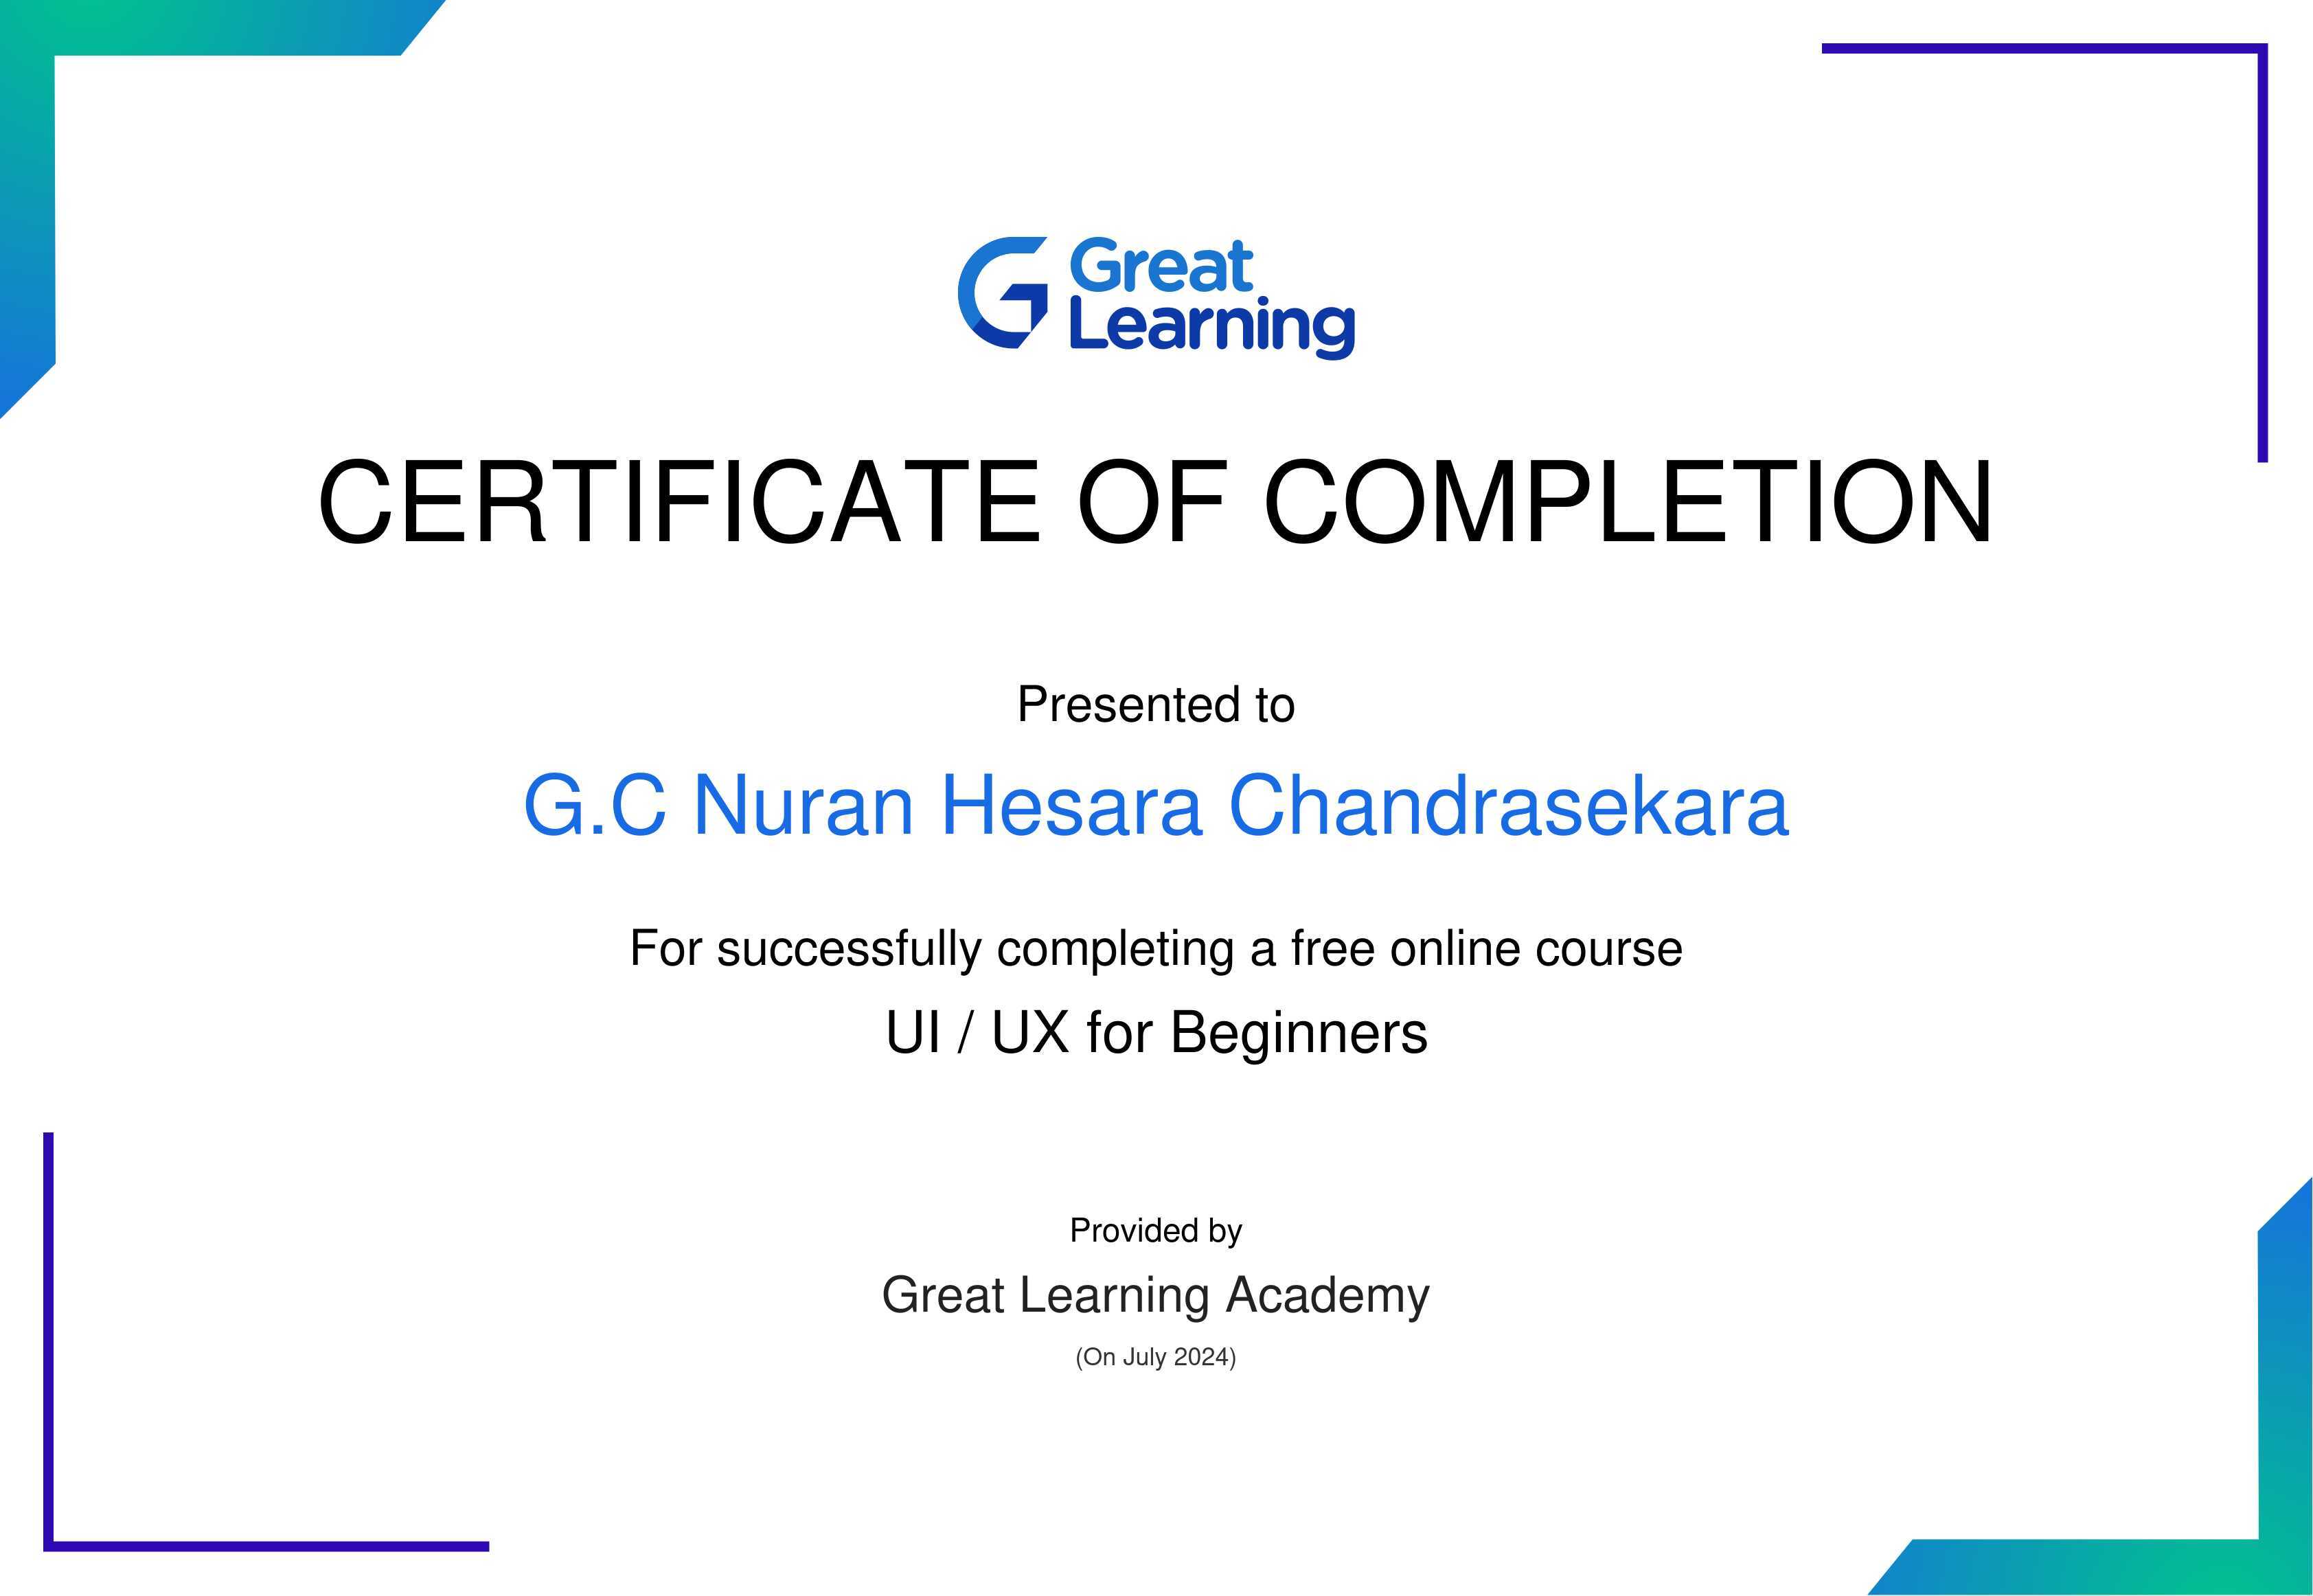 Great
Learning
CERTIFICATE OF COMPLETION
Presented to
G.C Nuran Hesara Chandrasekara
For successfully completing a free online course
UI / UX for Beginners
Provided by
Great Learning Academy
(On July 2024)